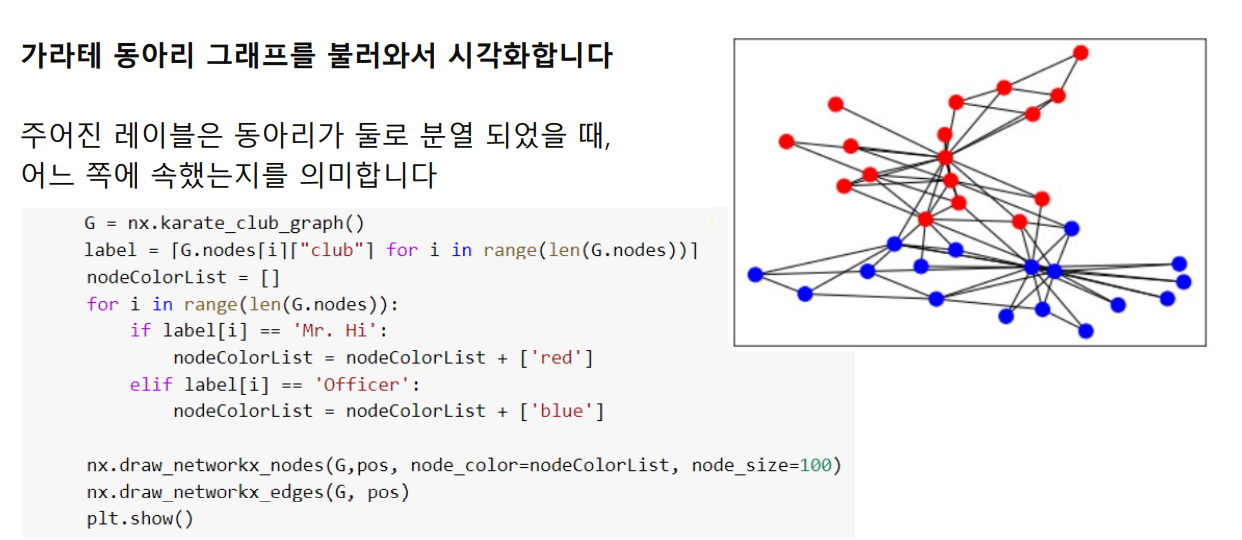 가라테 동아리 그래프를 불러와서 시각화합니다
주어진 레이블은 동아리가 둘로 분열 되었을 때,
어느 쪽에 속했는지를 의미합니다
G = nx.karate_club_graph()
label = [G.nodes[i]["club"] for i in range(len(G.nodes))]
nodeColorList = []
for i in range(len(G.nodes)):
    if label[i] == 'Mr. Hi':
        nodeColorList = nodeColorList + ['red']
    elif label[i] == 'Officer':
        nodeColorList = nodeColorList + ['blue']
nx.draw_networkx_nodes(G,pos, node_color=nodeColorList, node_size=100)
nx.draw_networkx_edges(G, pos)
plt.show()